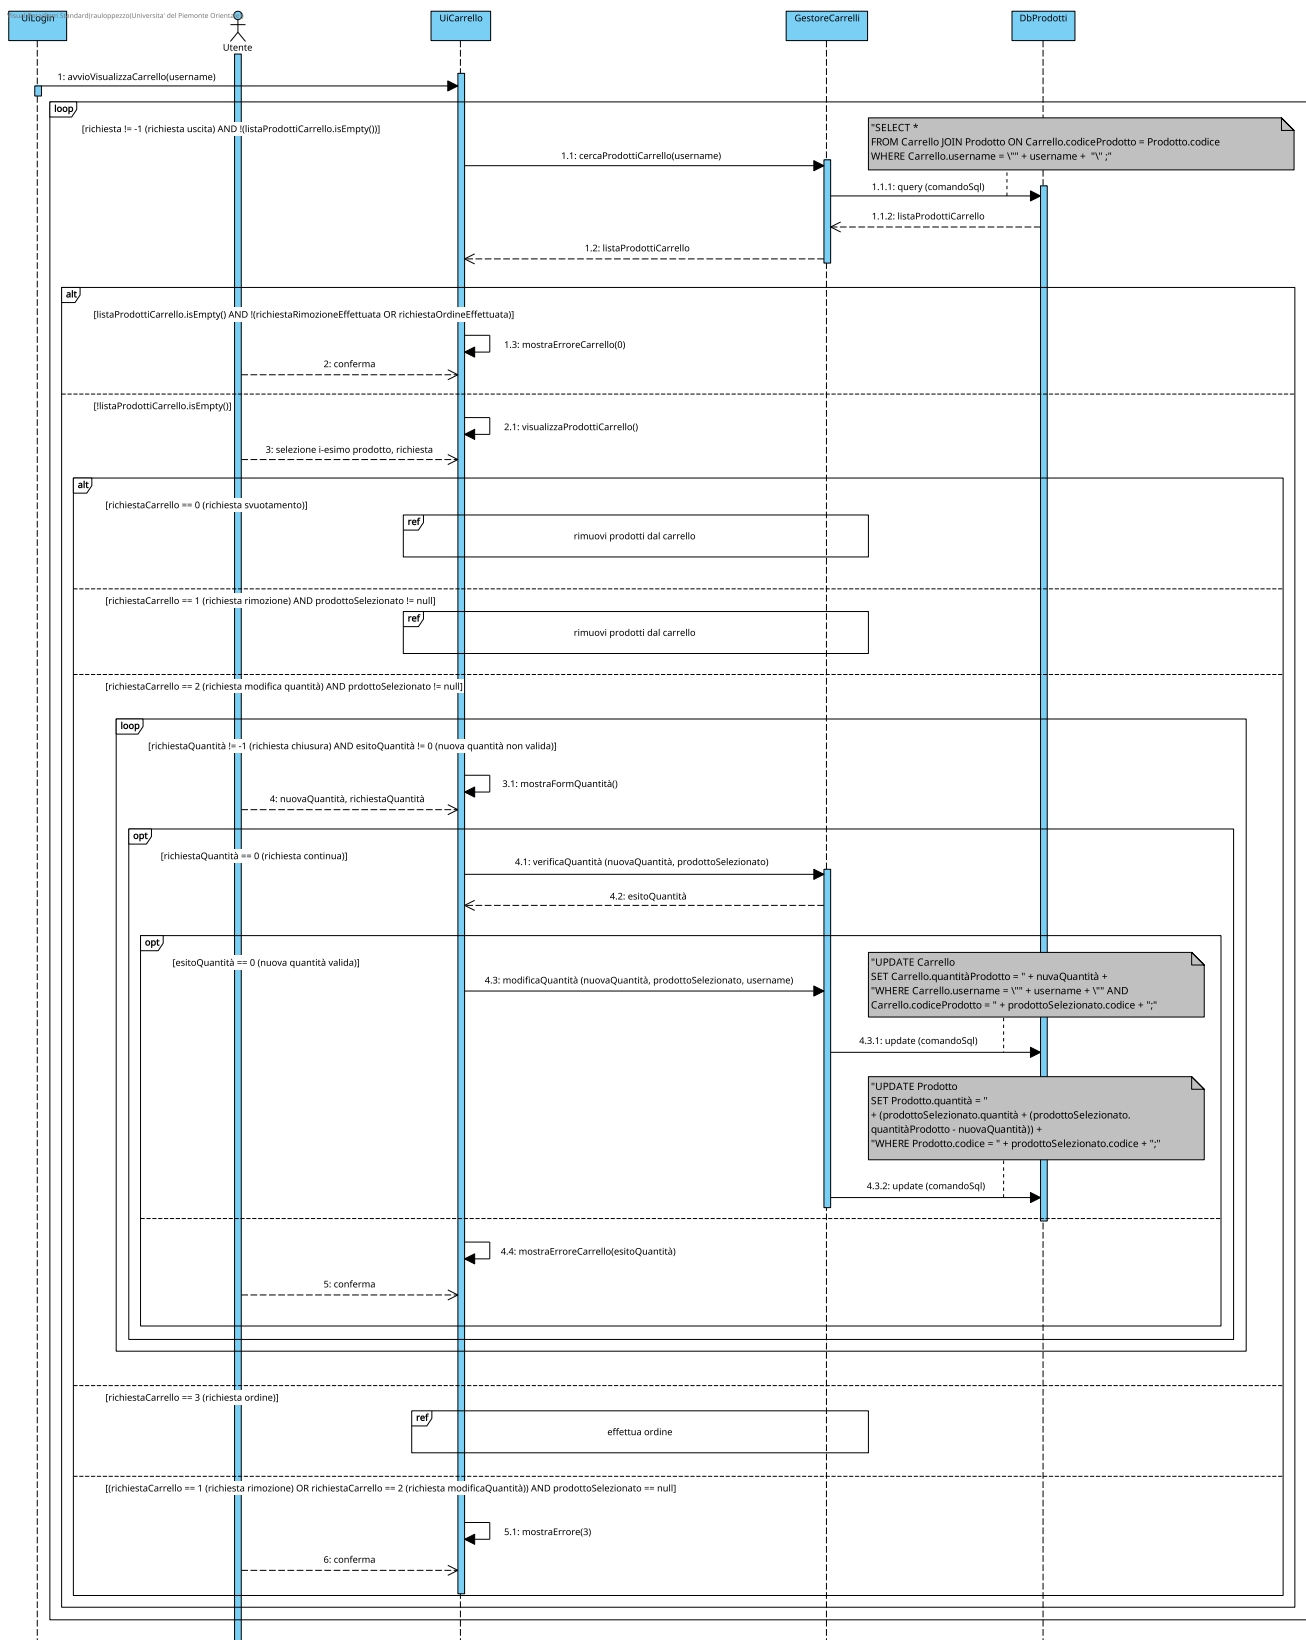 UiLogin
Standard(rauloppezzo(Universita' del Piemonte Orientale
Utente
UiCarrello
GestoreCarrelli
DbProdotti
1: avvioVisualizzaCarrello(username)
loop
[richiesta != -1 (richiesta uscita) AND !(listaProdottiCarrello.isEmpty())]
"SELECT *
FROM Carrello JOIN Prodotto ON Carrello.codiceProdotto = Prodotto.codice
WHERE Carrello.username = \"" + username +  "\" ;"
1.1: cercaProdottiCarrello(username)
1.1.1: query (comandoSql)
1.1.2: listaProdottiCarrello
1.2: listaProdottiCarrello
alt
[listaProdottiCarrello.isEmpty() AND !(richiestaRimozioneEffettuata OR richiestaOrdineEffettuata)]
1.3: mostraErroreCarrello(0)
2: conferma
[!listaProdottiCarrello.isEmpty()]
2.1: visualizzaProdottiCarrello()
3: selezione i-esimo prodotto, richiesta
alt
[richiestaCarrello == 0 (richiesta svuotamento)]
ref
rimuovi prodotti dal carrello
[richiestaCarrello == 1 (richiesta rimozione) AND prodottoSelezionato != null]
ref
rimuovi prodotti dal carrello
[richiestaCarrello == 2 (richiesta modifica quantità) AND prdottoSelezionato != null]
loop
[richiestaQuantità != -1 (richiesta chiusura) AND esitoQuantità != 0 (nuova quantità non valida)]
3.1: mostraFormQuantità()
4: nuovaQuantità, richiestaQuantità
opt
[richiestaQuantità == 0 (richiesta continua)]
4.1: verificaQuantità (nuovaQuantità, prodottoSelezionato)
4.2: esitoQuantità
opt
[esitoQuantità == 0 (nuova quantità valida)]
"UPDATE Carrello
SET Carrello.quantitàProdotto = " + nuvaQuantità +
"WHERE Carrello.username = \"" + username + \"" AND
Carrello.codiceProdotto = " + prodottoSelezionato.codice + ";"
4.3: modificaQuantità (nuovaQuantità, prodottoSelezionato, username)
4.3.1: update (comandoSql)
"UPDATE Prodotto
SET Prodotto.quantità = "
+ (prodottoSelezionato.quantità + (prodottoSelezionato.
quantitàProdotto - nuovaQuantità)) +
"WHERE Prodotto.codice = " + prodottoSelezionato.codice + ";"
4.3.2: update (comandoSql)
4.4: mostraErroreCarrello(esitoQuantità)
5: conferma
[richiestaCarrello == 3 (richiesta ordine)]
ref
effettua ordine
[(richiestaCarrello == 1 (richiesta rimozione) OR richiestaCarrello == 2 (richiesta modificaQuantità)) AND prodottoSelezionato == null]
5.1: mostraErrore(3)
6: conferma